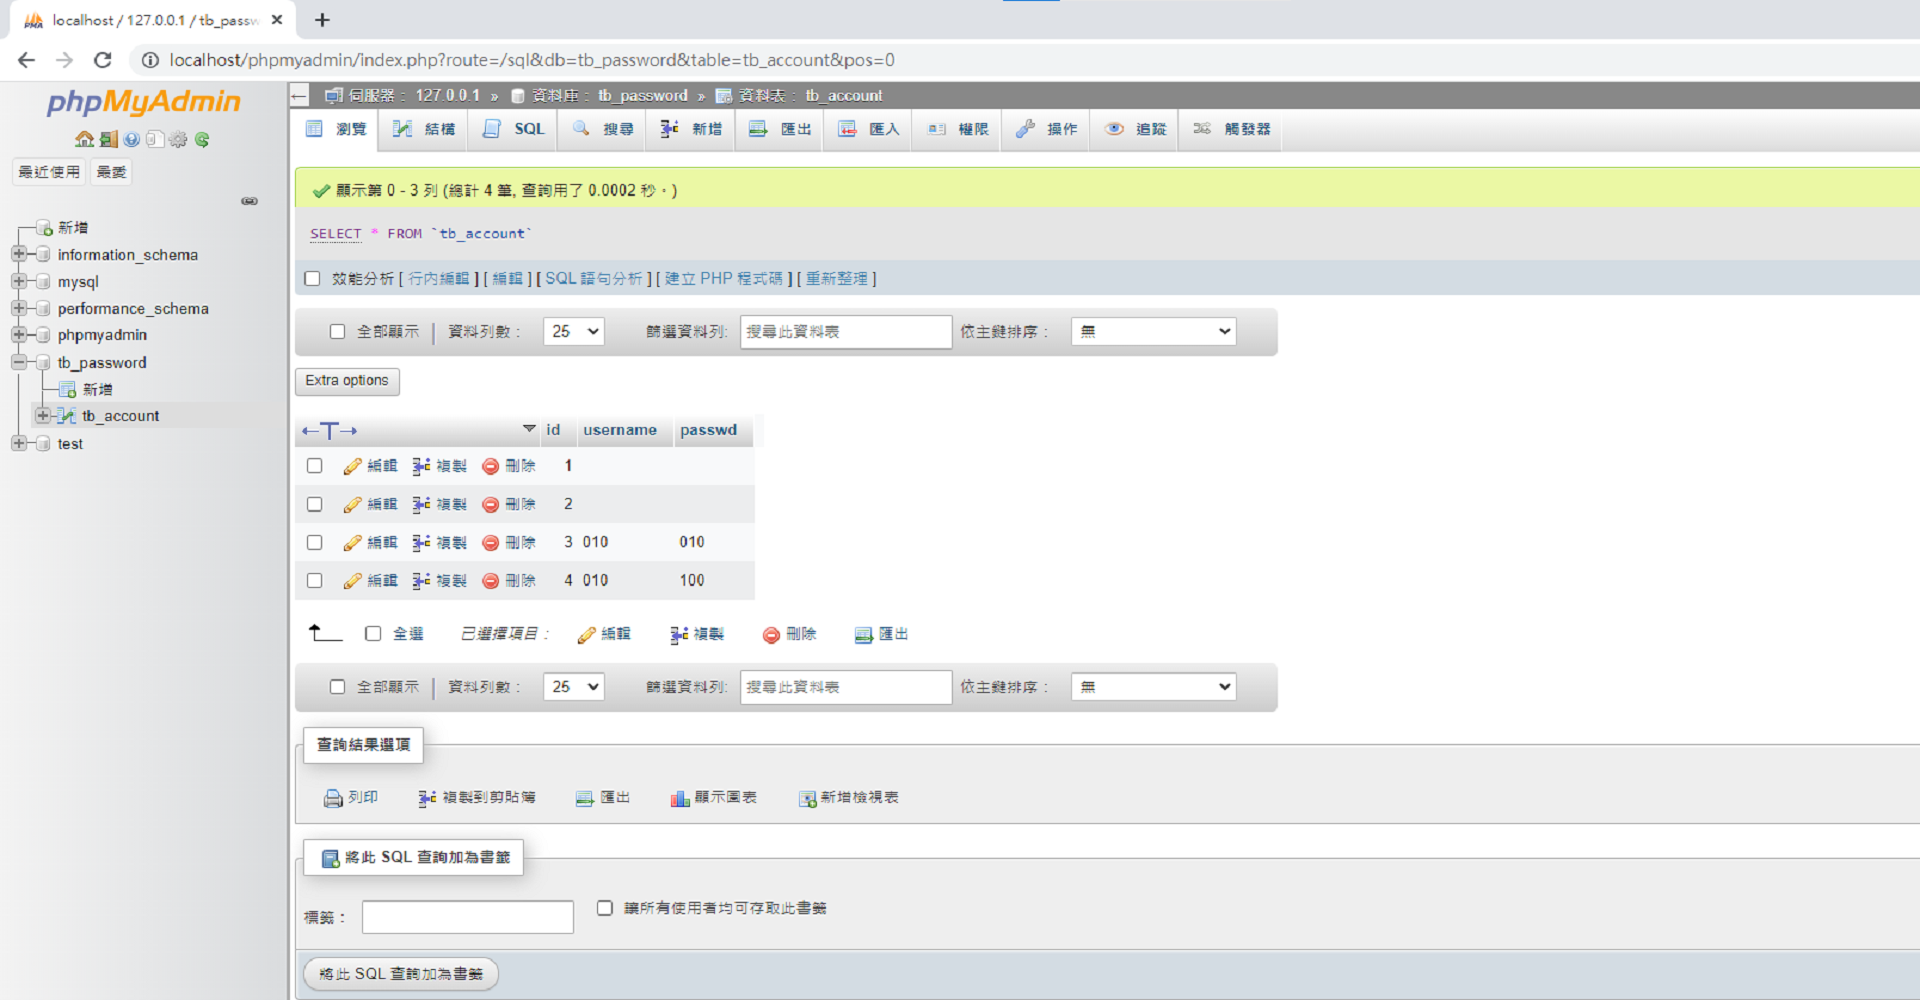 localhost / 127.0.0.1 / tb_passw
localhost/phpmyadmin/index.php?route=/sql&db=tb_password&table=tb_account&pos=0
phpMyAdmin
最近使用 最愛
新增
information_schema
mysql
performance_schema
phpmyadmin
tb_password
新增
tb_account
test
伺服器： 127.0.0.1 » 資料庫： tb_password » 資料表： tb_account
瀏覽 結構 SQL 搜尋 新增 匯出 匯入 權限 操作 追蹤 觸發器
顯示第 0 - 3 列 (總計 4 筆, 查詢用了 0.0002 秒。)
SELECT * FROM `tb_account`
效能分析 [ 行內編輯 ] [ 編輯 ] [ SQL 語句分析 ] [ 建立 PHP 程式碼 ] [ 重新整理 ]
全部顯示 | 資料列數： 25 篩選資料列: 搜尋此資料表 依主鍵排序： 無
Extra options
←T→ id username passwd
編輯 複製 刪除 1
編輯 複製 刪除 2
編輯 複製 刪除 3 010 010
編輯 複製 刪除 4 010 100
全選 已選擇項目： 編輯 複製 刪除 匯出
全部顯示 | 資料列數： 25 篩選資料列: 搜尋此資料表 依主鍵排序： 無
查詢結果選項
列印 複製到剪貼簿 匯出 顯示圖表 新增檢視表
將此 SQL 查詢加為書籤
標籤： 讓所有使用者均可存取此書籤
將此 SQL 查詢加為書籤